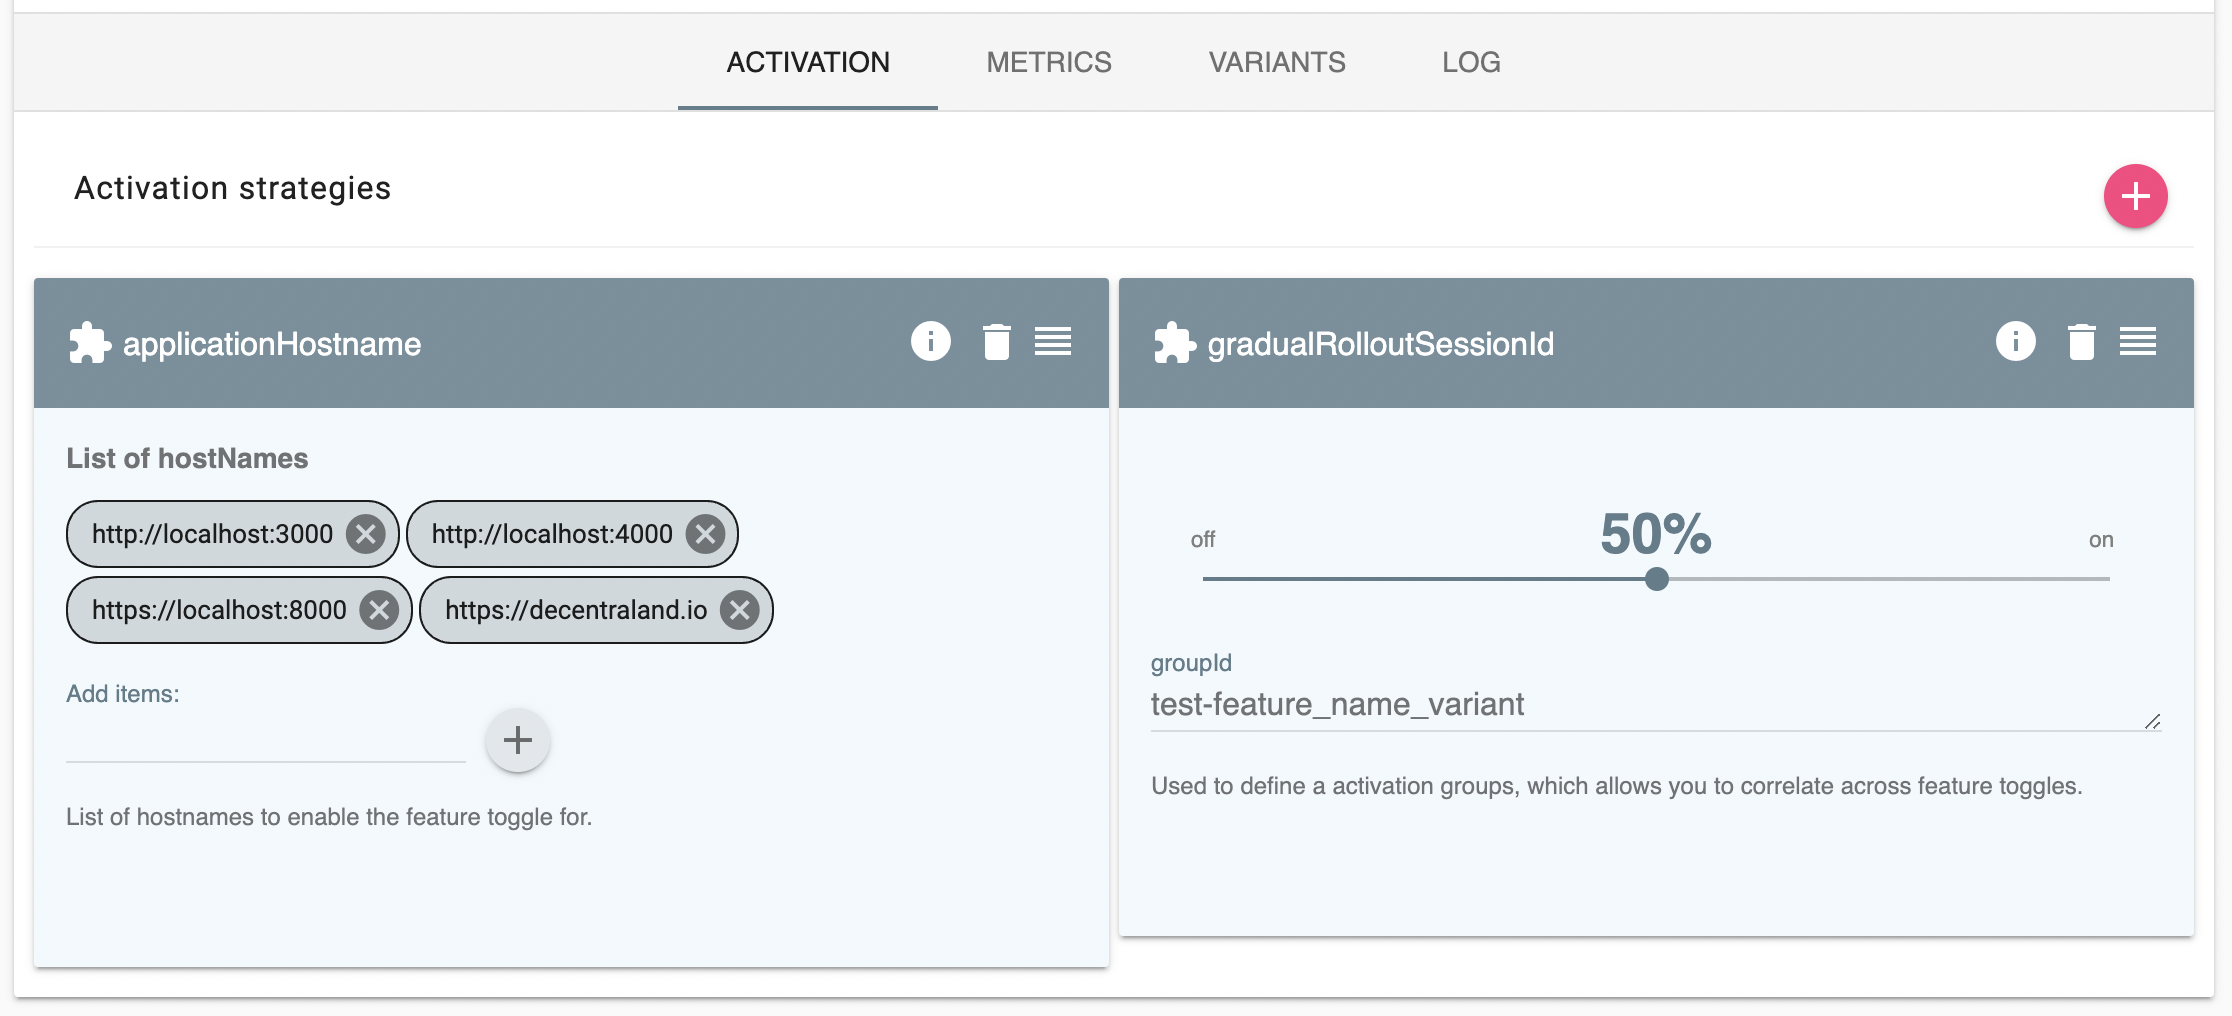 ACTIVATION METRICS VARIANTS LOG
Activation strategies
applicationHostname
List of hostNames
http://localhost:3000 http://localhost:4000
https://localhost:8000 https://decentraland.io
Add items:
List of hostnames to enable the feature toggle for.
gradualRolloutSessionId
50%
off on
groupId
test-feature_name_variant
Used to define a activation groups, which allows you to correlate across feature toggles.